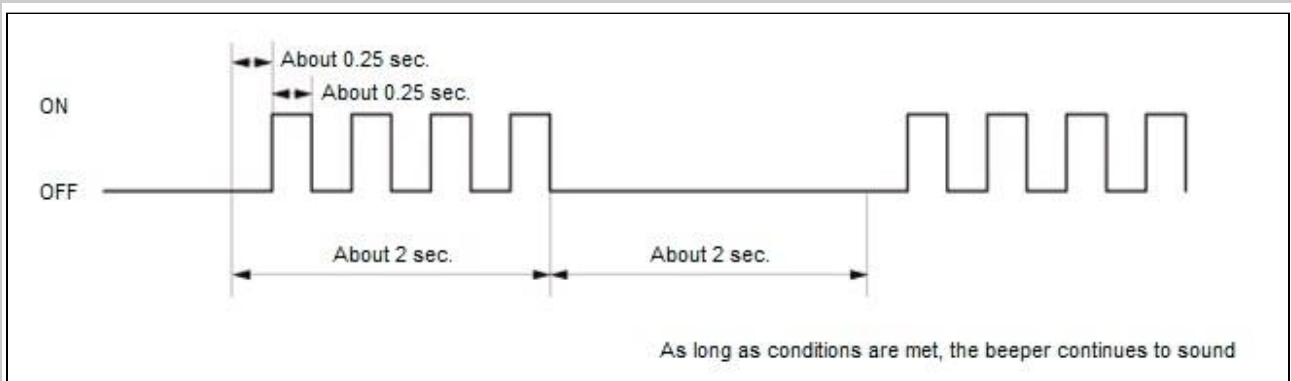 About 0.25 sec.
About 0.25 sec.
ON
OFF
About 2 sec.
About 2 sec.
As long as conditions are met, the beeper continues to sound